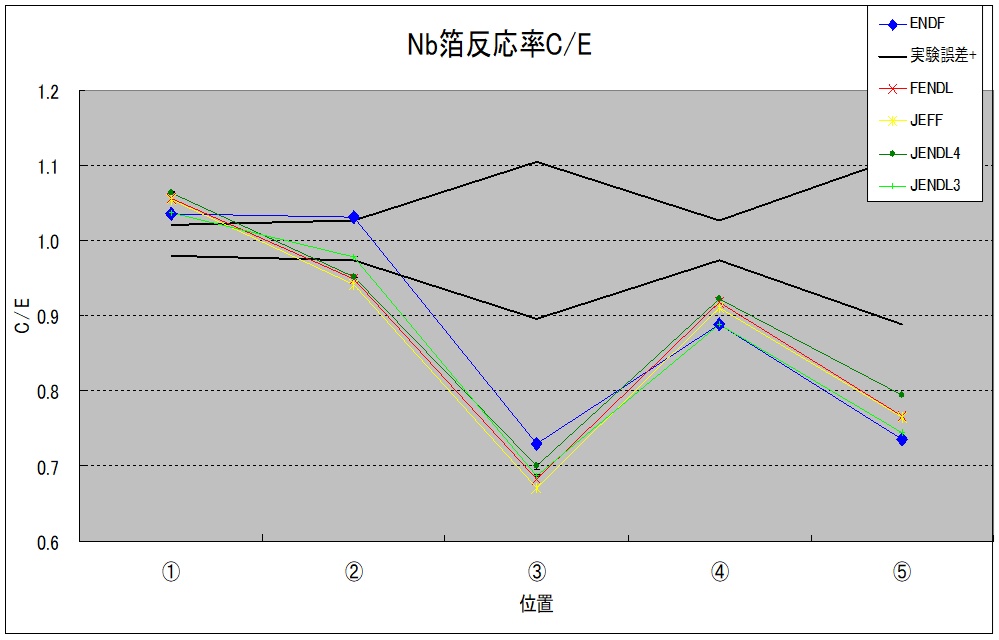 Nb箔反応率C/E
ENDF
実験誤差+
FENDL
JEFF
JENDL4
JENDL3
1.2
1.1
1.0
0.9
0.8
0.7
0.6
C/E
① ② ③ ④ ⑤
位置